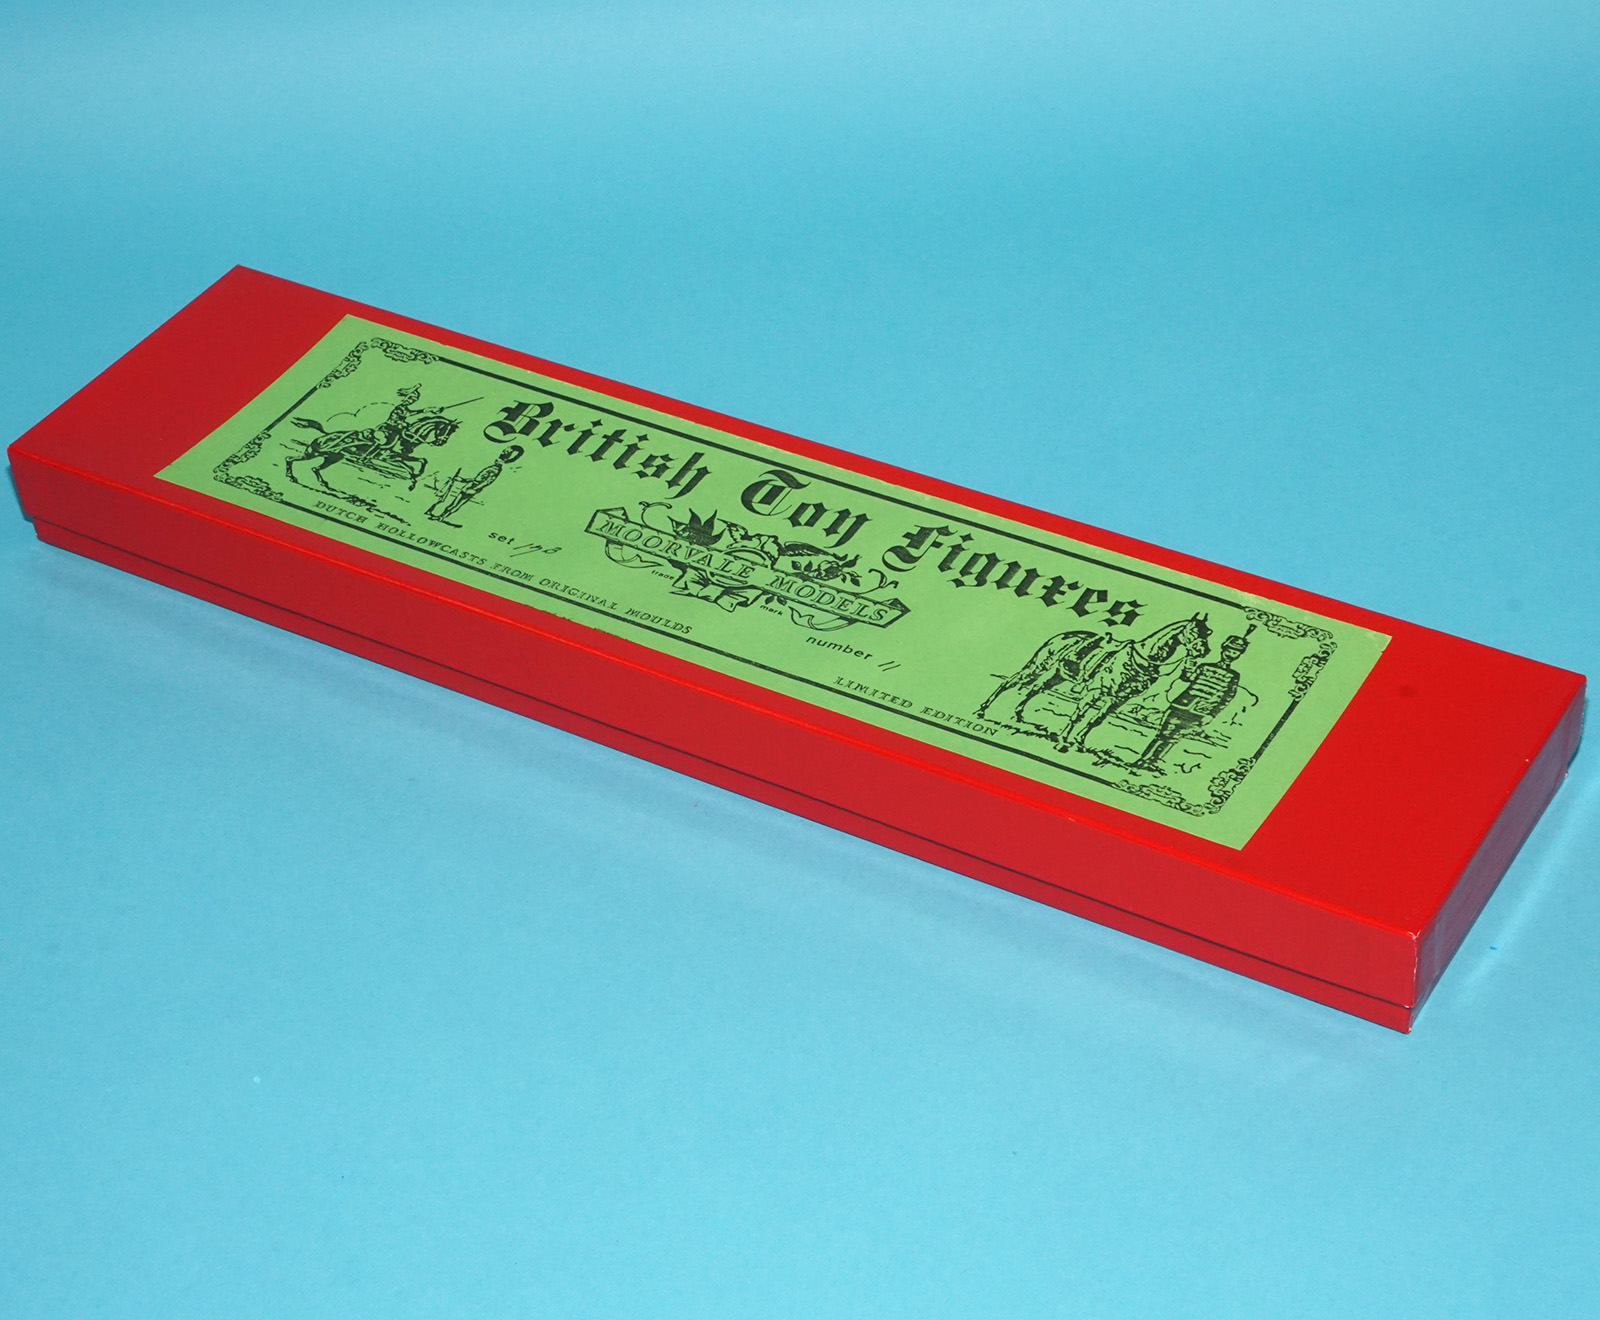 British Toy Figures
MOORVALE MODELS
trade mark
set
number 11
DUTCH HOLLOWCASTS FROM ORIGINAL MOULDS
LIMITED EDITION